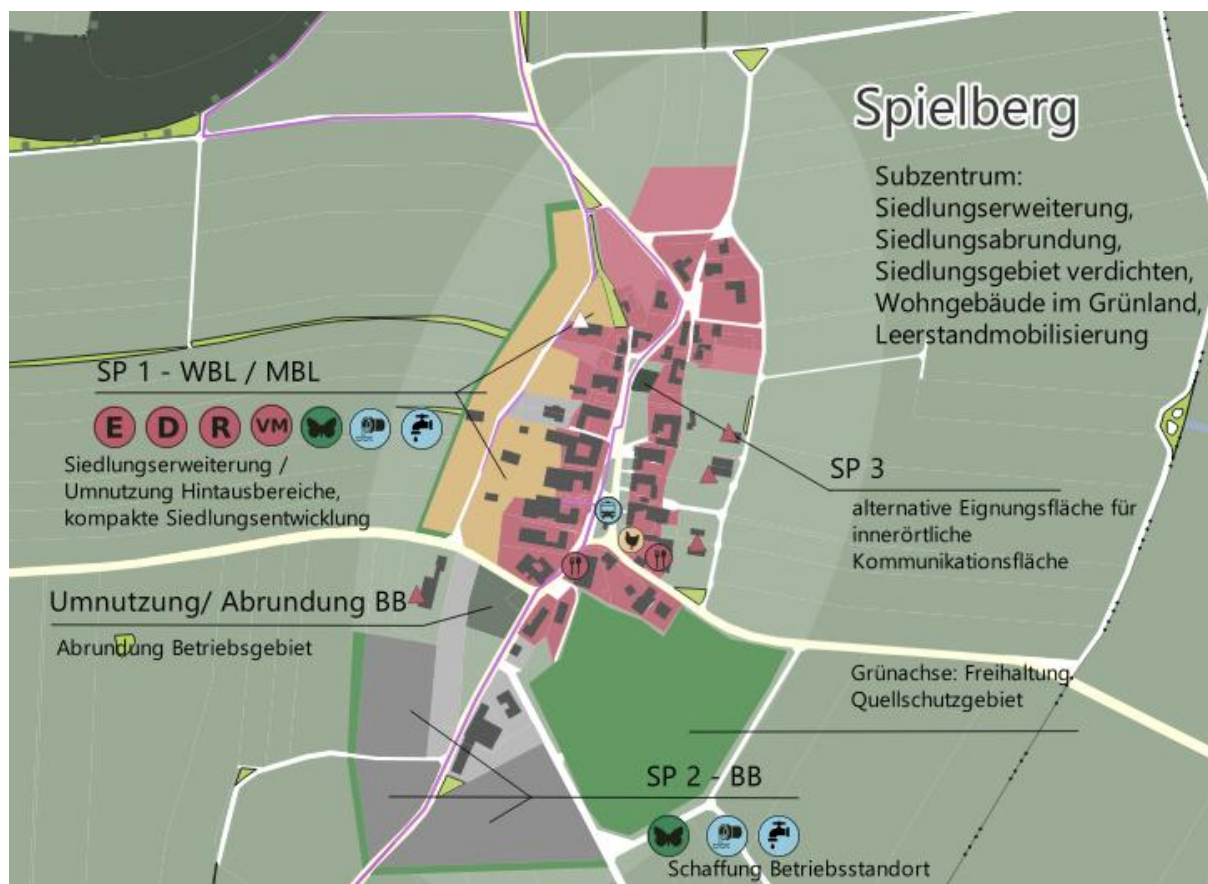 Spielberg
Subzentrum:
Siedlungserweiterung,
Siedlungsabrundung,
Siedlungsgebiet verdichten,
Wohngebäude im Grünland,
Leerstandmobilisierung
SP 1 - WBL / MBL
E D R VM
Siedlungserweiterung /
Umnutzung Hintausbereiche,
kompakte Siedlungsentwicklung
SP 3
alternative Eignungsfläche für
innerörtliche
Kommunikationsfläche
Umnutzung/ Abrundung BB
Abrundung Betriebsgebiet
Grünachse: Freihaltung
Quellschutzgebiet
SP 2 - BB
Schaffung Betriebsstandort